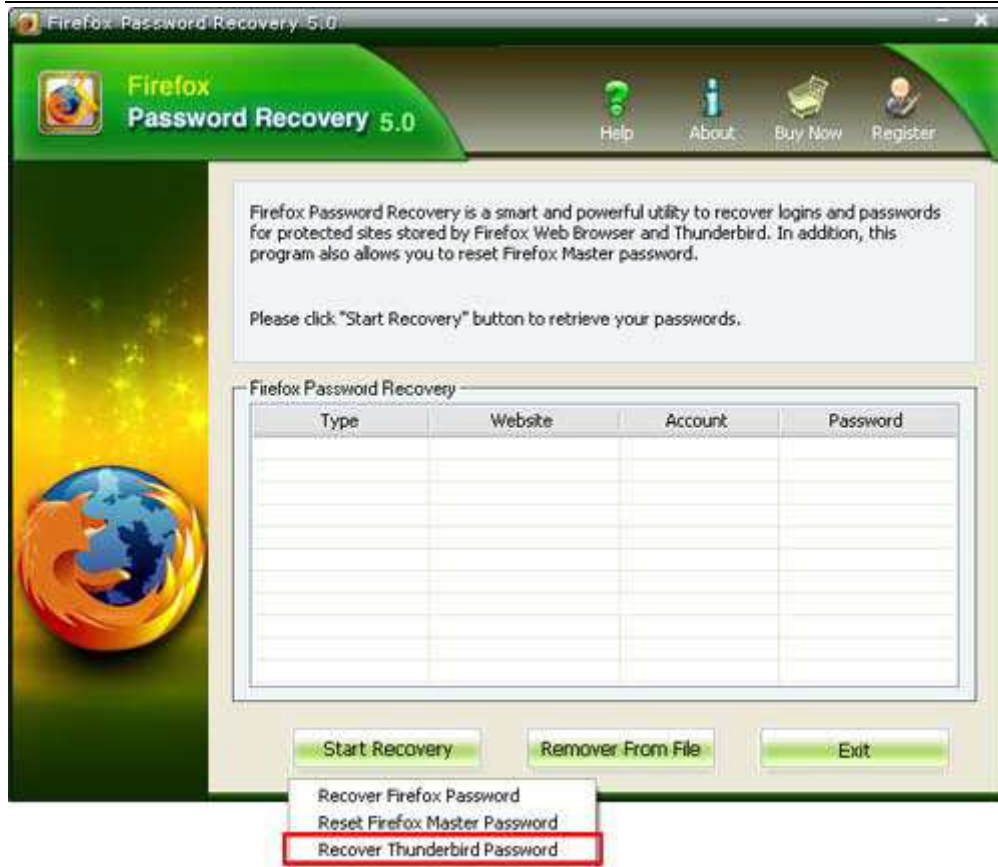 Firefox Password Recovery 5.0
Firefox
Password Recovery 5.0
Help
About
Buy Now
Register
Firefox Password Recovery is a smart and powerful utility to recover logins and passwords
for protected sites stored by Firefox Web Browser and Thunderbird. In addition, this
program also allows you to reset Firefox Master password.
Please click "Start Recovery" button to retrieve your passwords.
Firefox Password Recovery
Type
Website
Account
Password
Start Recovery
Remover From File
Exit
Recover Firefox Password
Reset Firefox Master Password
Recover Thunderbird Password